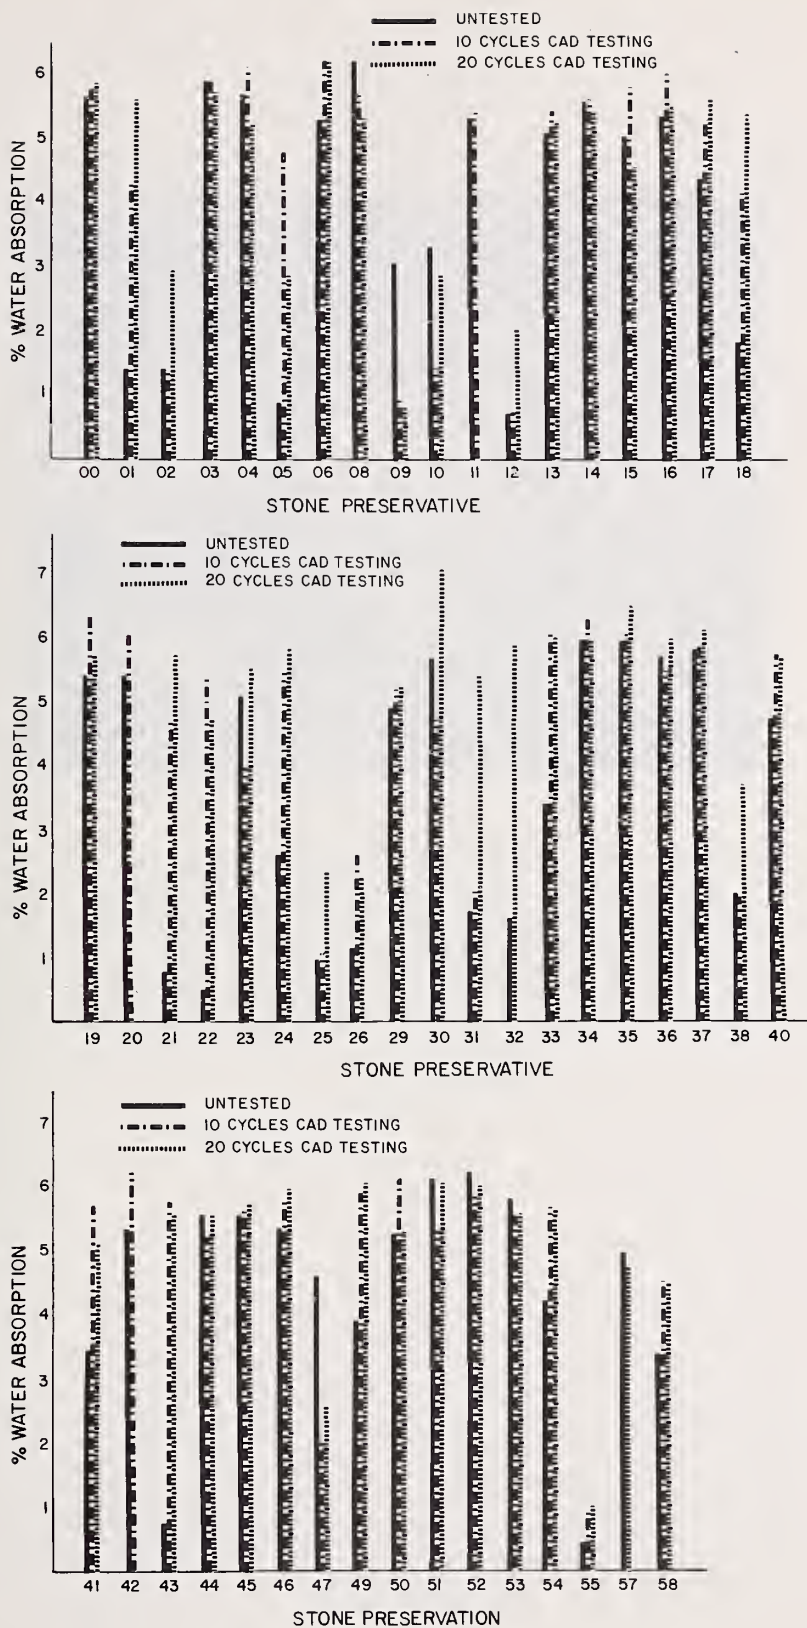 UNTESTED
10 CYCLES CAD TESTING
20 CYCLES CAD TESTING
% WATER ABSORPTION
6
5
4
3
2
1
00 01 02 03 04 05 06 08 09 10 11 12 13 14 15 16 17 18
STONE PRESERVATIVE
UNTESTED
10 CYCLES CAD TESTING
20 CYCLES CAD TESTING
% WATER ABSORPTION
7
6
5
4
3
2
1
19 20 21 22 23 24 25 26 29 30 31 32 33 34 35 36 37 38 40
STONE PRESERVATIVE
UNTESTED
10 CYCLES CAD TESTING
20 CYCLES CAD TESTING
% WATER ABSORPTION
7
6
5
4
3
2
1
41 42 43 44 45 46 47 49 50 51 52 53 54 55 57 58
STONE PRESERVATION